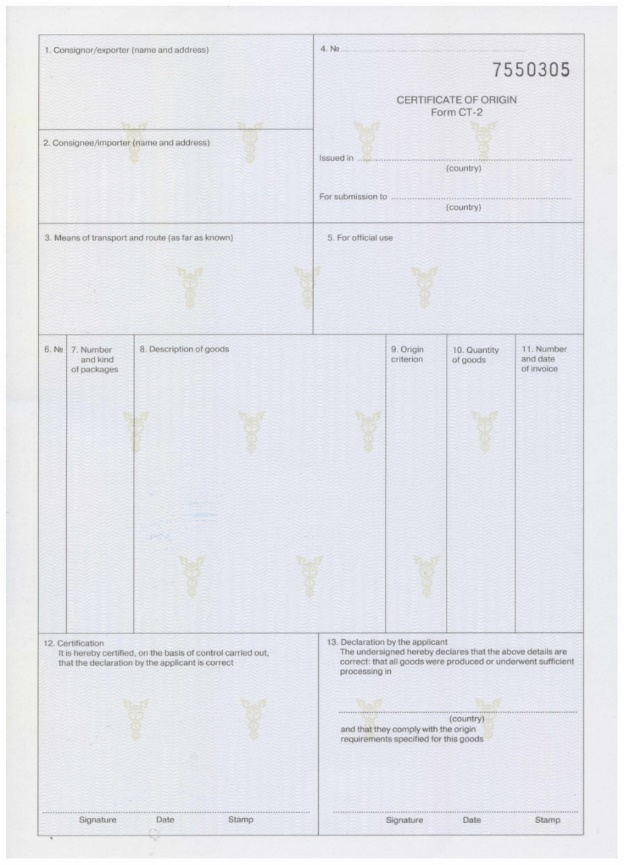 1. Consignor/exporter (name and address)
4. №
7550305
CERTIFICATE OF ORIGIN
Form CT-2
2. Consignee/importer (name and address)
Issued in
(country)
For submission to
(country)
3. Means of transport and route (as far as known)
5. For official use
6. №
7. Number
and kind
of packages
8. Description of goods
9. Origin
criterion
10. Quantity
of goods
11. Number
and date
of invoice
12. Certification
It is hereby certified, on the basis of control carried out,
that the declaration by the applicant is correct
13. Declaration by the applicant
The undersigned hereby declares that the above details are
correct: that all goods were produced or underwent sufficient
processing in
(country)
and that they comply with the origin
requirements specified for this goods
Signature Date Stamp
Signature Date Stamp